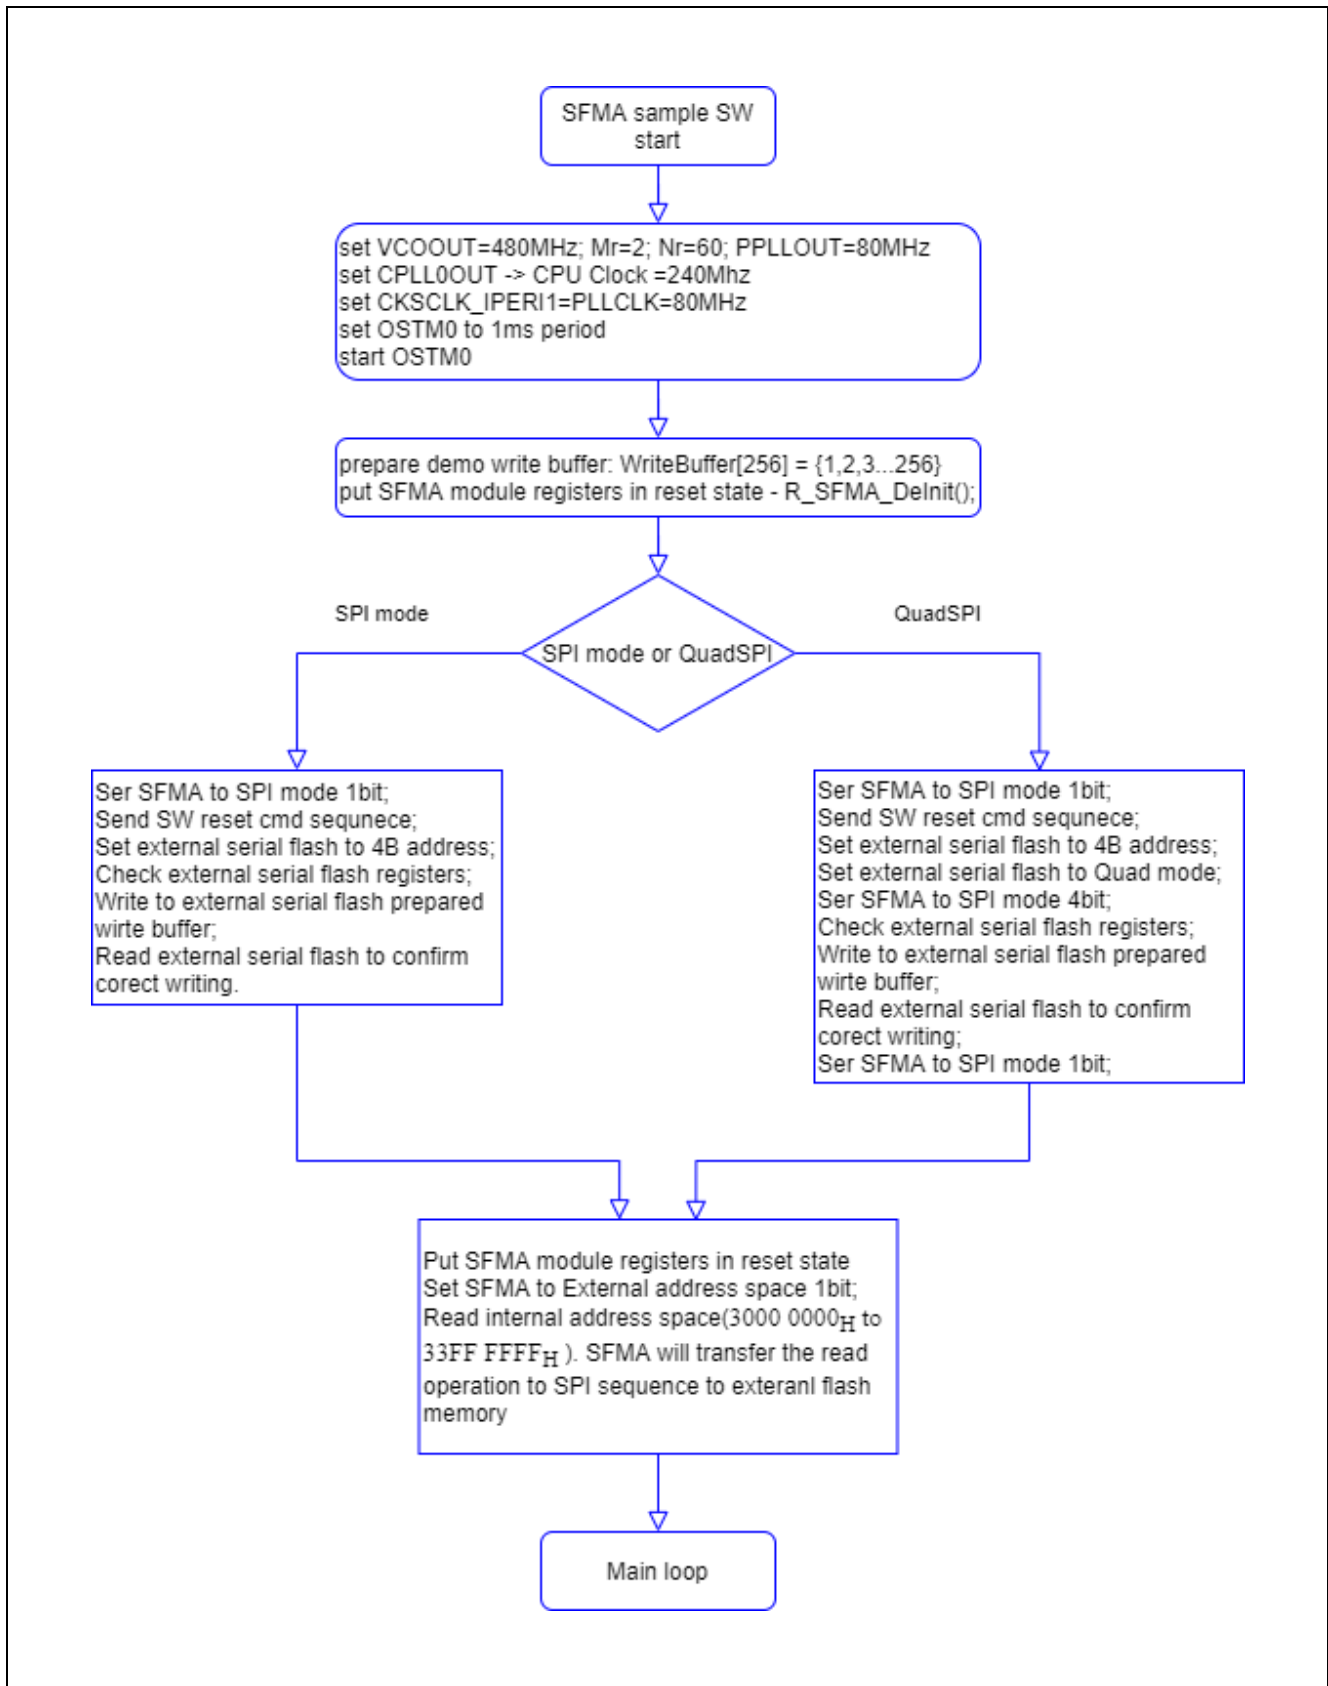 SFMA sample SW
start
set VCOOUT=480MHz; Mr=2; Nr=60; PPLLOUT=80MHz
set CPLL0OUT -> CPU Clock =240Mhz
set CKSCLK_IPERI1=PLLCLK=80MHz
set OSTM0 to 1ms period
start OSTM0
prepare demo write buffer: WriteBuffer[256] = {1,2,3...256}
put SFMA module registers in reset state - R_SFMA_DeInit();
SPI mode
QuadSPI
SPI mode or QuadSPI
Ser SFMA to SPI mode 1bit;
Send SW reset cmd sequnece;
Set external serial flash to 4B address;
Check external serial flash registers;
Write to external serial flash prepared
wirte buffer;
Read external serial flash to confirm
corect writing.
Ser SFMA to SPI mode 1bit;
Send SW reset cmd sequnece;
Set external serial flash to 4B address;
Set external serial flash to Quad mode;
Ser SFMA to SPI mode 4bit;
Check external serial flash registers;
Write to external serial flash prepared
wirte buffer;
Read external serial flash to confirm
corect writing;
Ser SFMA to SPI mode 1bit;
Put SFMA module registers in reset state
Set SFMA to External address space 1bit;
Read internal address space(3000 0000H to
33FF FFFFH ). SFMA will transfer the read
operation to SPI sequence to exteranl flash
memory
Main loop